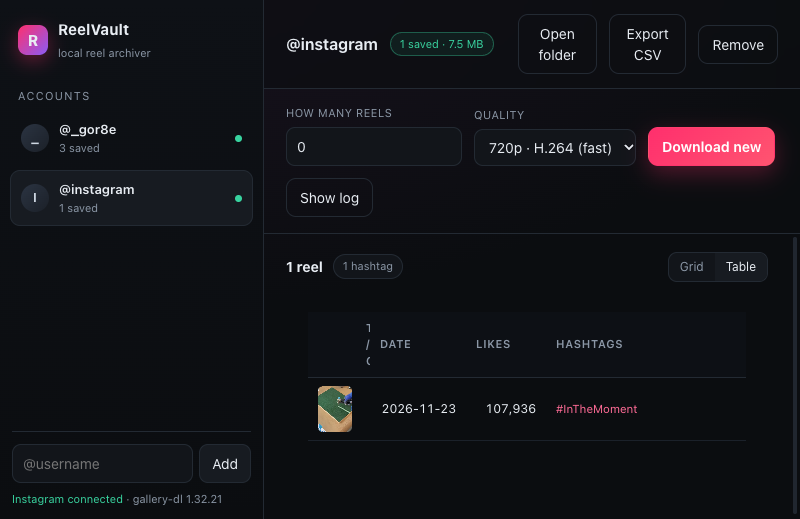 R
ReelVault
local reel archiver
ACCOUNTS
_
@_gor8e
3 saved
I
@instagram
1 saved
@username
Add
Instagram connected · gallery-dl 1.32.21
@instagram
1 saved · 7.5 MB
Open
folder
Export
CSV
Remove
HOW MANY REELS
0
QUALITY
720p · H.264 (fast)
Download new
Show log
1 reel
1 hashtag
Grid
Table
DATE
LIKES
HASHTAGS
2026-11-23
107,936
#InTheMoment